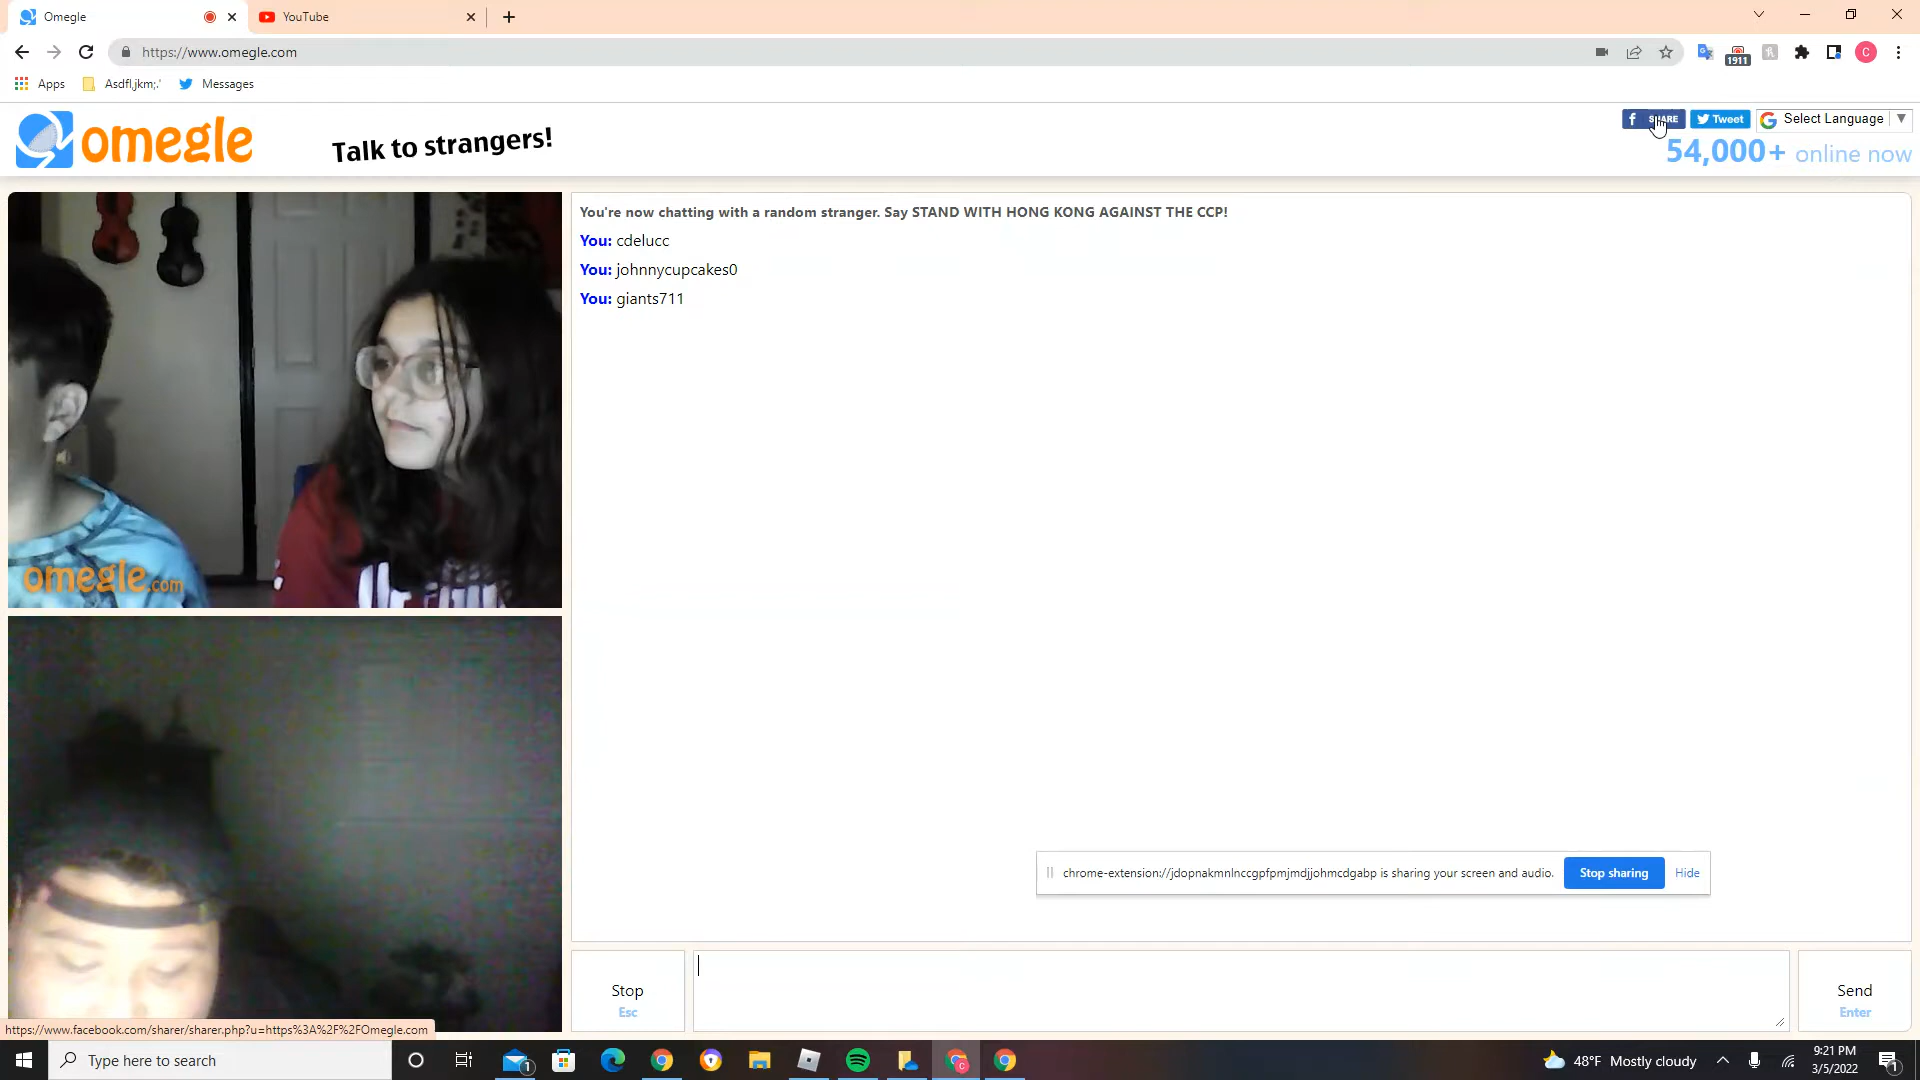 Omegle
YouTube
https://www.omegle.com
1911
C
Apps
Asdfl,jkm;.'
Messages
omegle
Talk to strangers!
SHARE
Tweet
Select Language
54,000+ online now
You're now chatting with a random stranger. Say STAND WITH HONG KONG AGAINST THE CCP!
You: cdelucc
You: johnnycupcakes0
You: giants711
omegle.com
chrome-extension://jdopnakmnlnccgpfpmjmdjjohmcdgabp is sharing your screen and audio.
Stop sharing
Hide
Stop
Esc
Send
Enter
https://www.facebook.com/sharer/sharer.php?u=https%3A%2F%2FOmegle.com
Type here to search
1
48°F Mostly cloudy
9:21 PM
3/5/2022
1